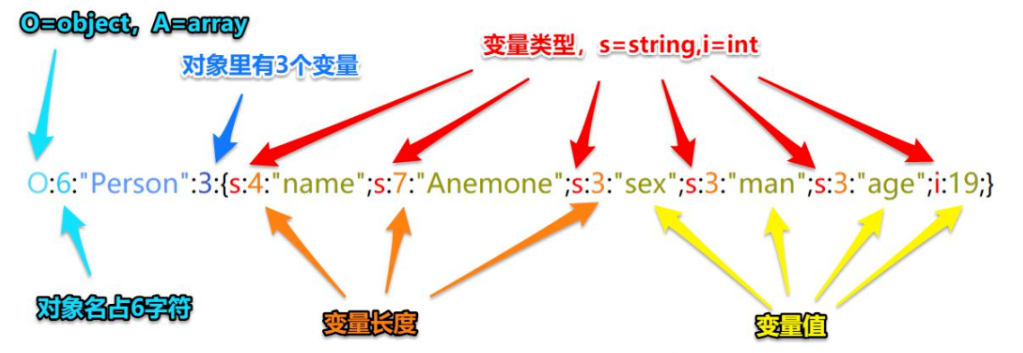 O=object，A=array
变量类型，s=string,i=int
对象里有3个变量
O:6:"Person":3:{s:4:"name";s:7:"Anemone";s:3:"sex";s:3:"man";s:3:"age";i:19;}
对象名占6字符
变量长度
变量值